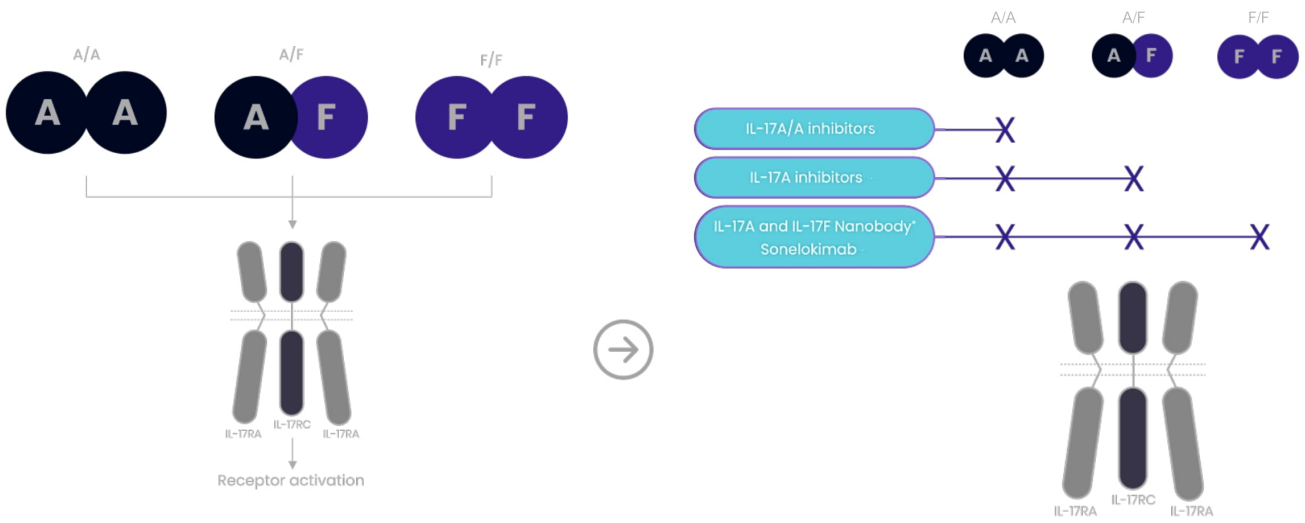 A/A
A/F
F/F
A A
A F
F F
IL-17RA
IL-17RC
IL-17RA
Receptor activation
A/A
A/F
F/F
A A
A F
F F
IL-17A/A inhibitors
IL-17A inhibitors
IL-17A and IL-17F Nanobody*
Sonelokimab
IL-17RA
IL-17RC
IL-17RA